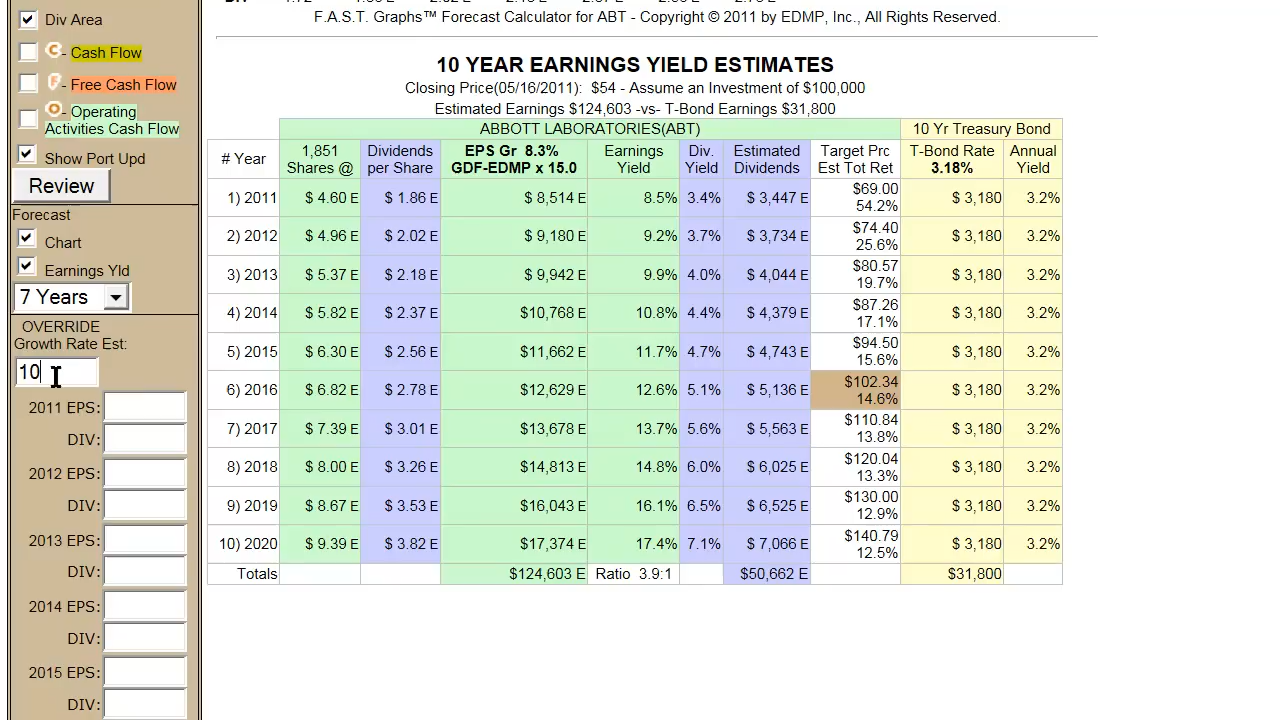 Div Area
C - Cash Flow
F - Free Cash Flow
O - Operating
Activities Cash Flow
Show Port Upd
Review
Forecast
Chart
Earnings Yld
7 Years
OVERRIDE
Growth Rate Est:
10
2011 EPS:
DIV:
2012 EPS:
DIV:
2013 EPS:
DIV:
2014 EPS:
DIV:
2015 EPS:
DIV:
F.A.S.T. Graphs™ Forecast Calculator for ABT - Copyright © 2011 by EDMP, Inc., All Rights Reserved.
10 YEAR EARNINGS YIELD ESTIMATES
Closing Price(05/16/2011): $54 - Assume an Investment of $100,000
Estimated Earnings $124,603 -vs- T-Bond Earnings $31,800
ABBOTT LABORATORIES(ABT) 10 Yr Treasury Bond
# Year 1,851 Shares @ Dividends per Share EPS Gr 8.3% GDF-EDMP x 15.0 Earnings Yield Div. Yield Estimated Dividends Target Prc Est Tot Ret T-Bond Rate 3.18% Annual Yield
1) 2011 $ 4.60 E $ 1.86 E $ 8,514 E 8.5% 3.4% $ 3,447 E $69.00 54.2% $ 3,180 3.2%
2) 2012 $ 4.96 E $ 2.02 E $ 9,180 E 9.2% 3.7% $ 3,734 E $74.40 25.6% $ 3,180 3.2%
3) 2013 $ 5.37 E $ 2.18 E $ 9,942 E 9.9% 4.0% $ 4,044 E $80.57 19.7% $ 3,180 3.2%
4) 2014 $ 5.82 E $ 2.37 E $10,768 E 10.8% 4.4% $ 4,379 E $87.26 17.1% $ 3,180 3.2%
5) 2015 $ 6.30 E $ 2.56 E $11,662 E 11.7% 4.7% $ 4,743 E $94.50 15.6% $ 3,180 3.2%
6) 2016 $ 6.82 E $ 2.78 E $12,629 E 12.6% 5.1% $ 5,136 E $102.34 14.6% $ 3,180 3.2%
7) 2017 $ 7.39 E $ 3.01 E $13,678 E 13.7% 5.6% $ 5,563 E $110.84 13.8% $ 3,180 3.2%
8) 2018 $ 8.00 E $ 3.26 E $14,813 E 14.8% 6.0% $ 6,025 E $120.04 13.3% $ 3,180 3.2%
9) 2019 $ 8.67 E $ 3.53 E $16,043 E 16.1% 6.5% $ 6,525 E $130.00 12.9% $ 3,180 3.2%
10) 2020 $ 9.39 E $ 3.82 E $17,374 E 17.4% 7.1% $ 7,066 E $140.79 12.5% $ 3,180 3.2%
Totals $124,603 E Ratio 3.9:1 $50,662 E $31,800